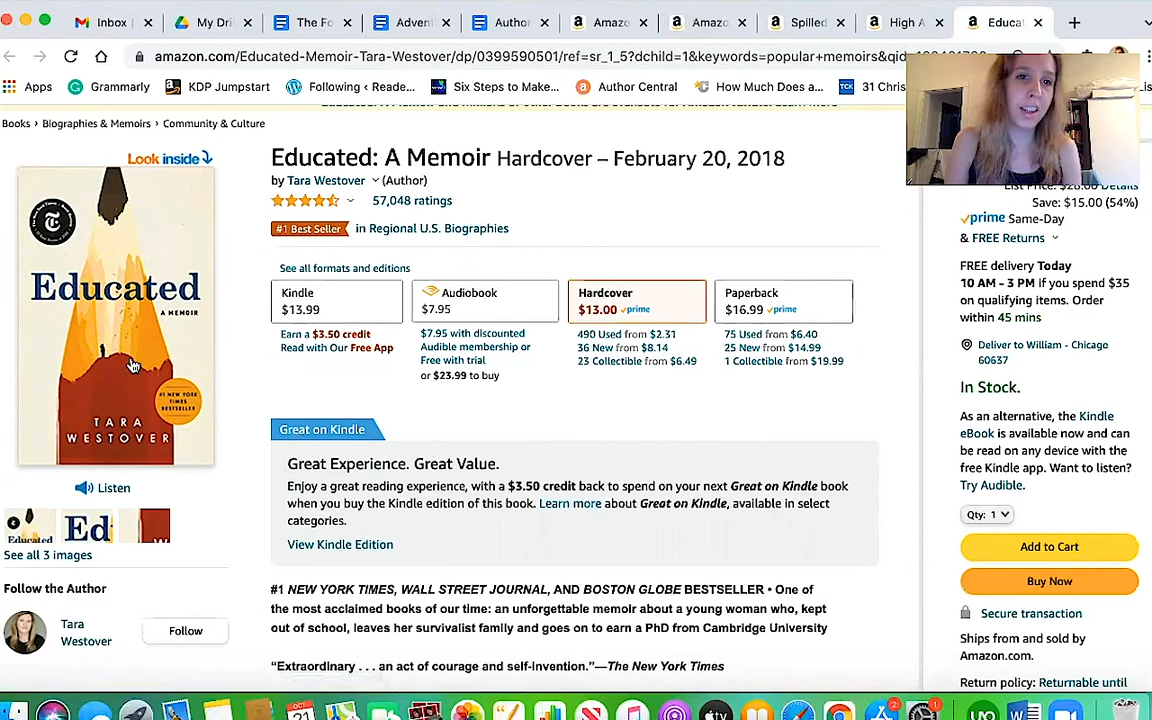 Inbox (
My Dri
The Fo
Advent
Author
Amazo
Amazo
Spilled
High A
Educat
amazon.com/Educated-Memoir-Tara-Westover/dp/0399590501/ref=sr_1_5?dchild=1&keywords=popular+memoirs&qid
Apps
Grammarly
KDP Jumpstart
Following ‹ Reade...
Six Steps to Make...
Author Central
How Much Do...
31 Chris
Books › Biographies & Memoirs › Community & Culture
Look inside
Educated
A MEMOIR
#1 NEW YORK TIMES BESTSELLER
TARA
WESTOVER
Listen
See all 3 images
Follow the Author
Tara
Westover
Follow
Educated: A Memoir Hardcover – February 20, 2018
by Tara Westover (Author)
57,048 ratings
#1 Best Seller in Regional U.S. Biographies
See all formats and editions
Kindle
$13.99
Earn a $3.50 credit
Read with Our Free App
Audiobook
$7.95
$7.95 with discounted
Audible membership or
Free with trial
or $23.99 to buy
Hardcover
$13.00 prime
490 Used from $2.31
36 New from $8.14
23 Collectible from $6.49
Paperback
$16.99 prime
75 Used from $6.40
25 New from $14.99
1 Collectible from $19.99
Great on Kindle
Great Experience. Great Value.
Enjoy a great reading experience, with a $3.50 credit back to spend on your next Great on Kindle book
when you buy the Kindle edition of this book. Learn more about Great on Kindle, available in select
categories.
View Kindle Edition
#1 NEW YORK TIMES, WALL STREET JOURNAL, AND BOSTON GLOBE BESTSELLER • One of
the most acclaimed books of our time: an unforgettable memoir about a young woman who, kept
out of school, leaves her survivalist family and goes on to earn a PhD from Cambridge University
“Extraordinary . . . an act of courage and self-invention.”—The New York Times
List Price: $28.00 Details
Save: $15.00 (54%)
prime Same-Day
& FREE Returns
FREE delivery Today
10 AM - 3 PM if you spend $35
on qualifying items. Order
within 45 mins
Deliver to William - Chicago
60637
In Stock.
As an alternative, the Kindle
eBook is available now and can
be read on any device with the
free Kindle app. Want to listen?
Try Audible.
Qty: 1
Add to Cart
Buy Now
Secure transaction
Ships from and sold by
Amazon.com.
Return policy: Returnable until